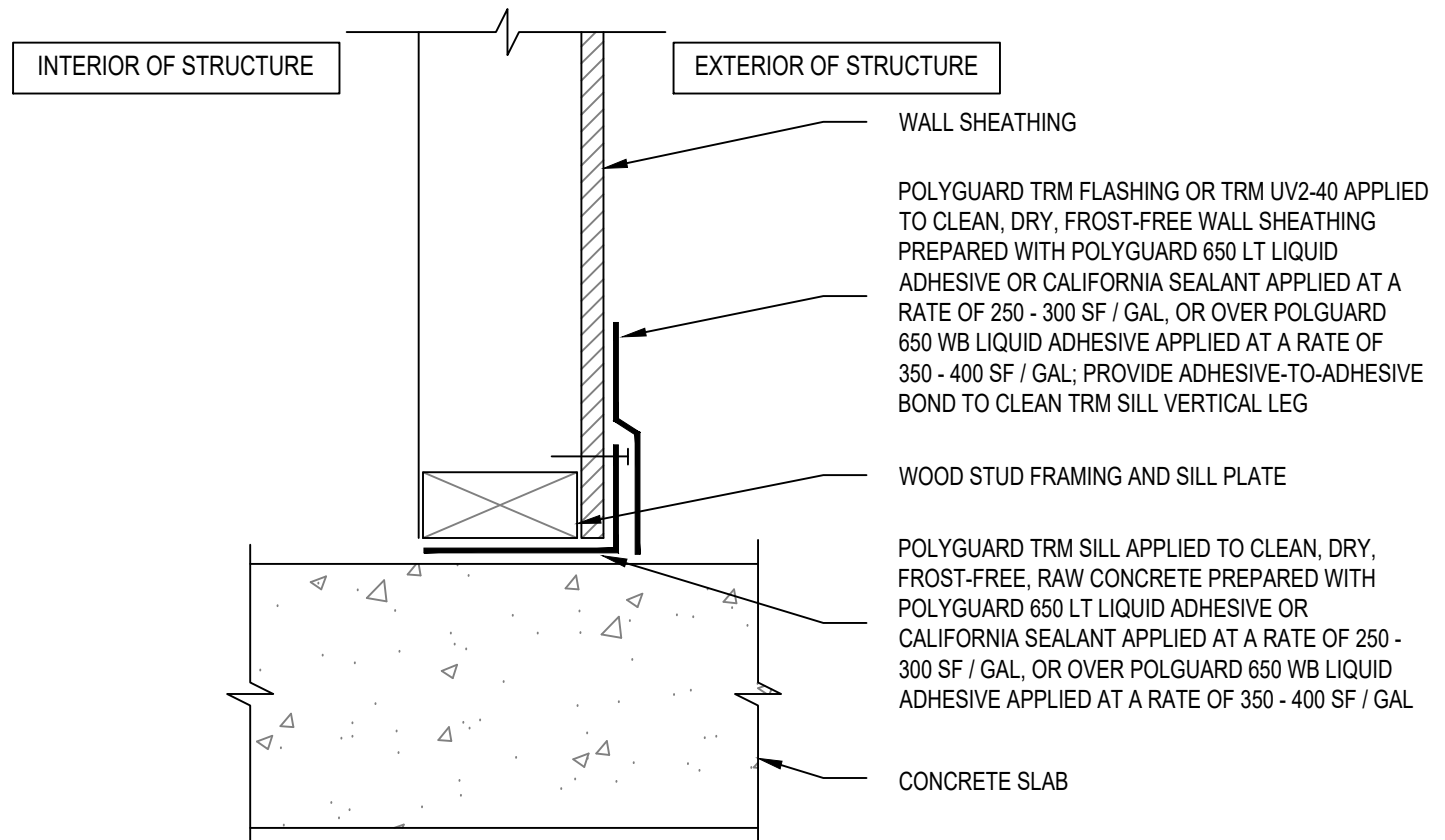 INTERIOR OF STRUCTURE
EXTERIOR OF STRUCTURE
WALL SHEATHING
POLYGUARD TRM FLASHING OR TRM UV2-40 APPLIED
TO CLEAN, DRY, FROST-FREE WALL SHEATHING
PREPARED WITH POLYGUARD 650 LT LIQUID
ADHESIVE OR CALIFORNIA SEALANT APPLIED AT A
RATE OF 250 - 300 SF / GAL, OR OVER POLGUARD
650 WB LIQUID ADHESIVE APPLIED AT A RATE OF
350 - 400 SF / GAL; PROVIDE ADHESIVE-TO-ADHESIVE
BOND TO CLEAN TRM SILL VERTICAL LEG
WOOD STUD FRAMING AND SILL PLATE
POLYGUARD TRM SILL APPLIED TO CLEAN, DRY,
FROST-FREE, RAW CONCRETE PREPARED WITH
POLYGUARD 650 LT LIQUID ADHESIVE OR
CALIFORNIA SEALANT APPLIED AT A RATE OF 250 -
300 SF / GAL, OR OVER POLGUARD 650 WB LIQUID
ADHESIVE APPLIED AT A RATE OF 350 - 400 SF / GAL
CONCRETE SLAB